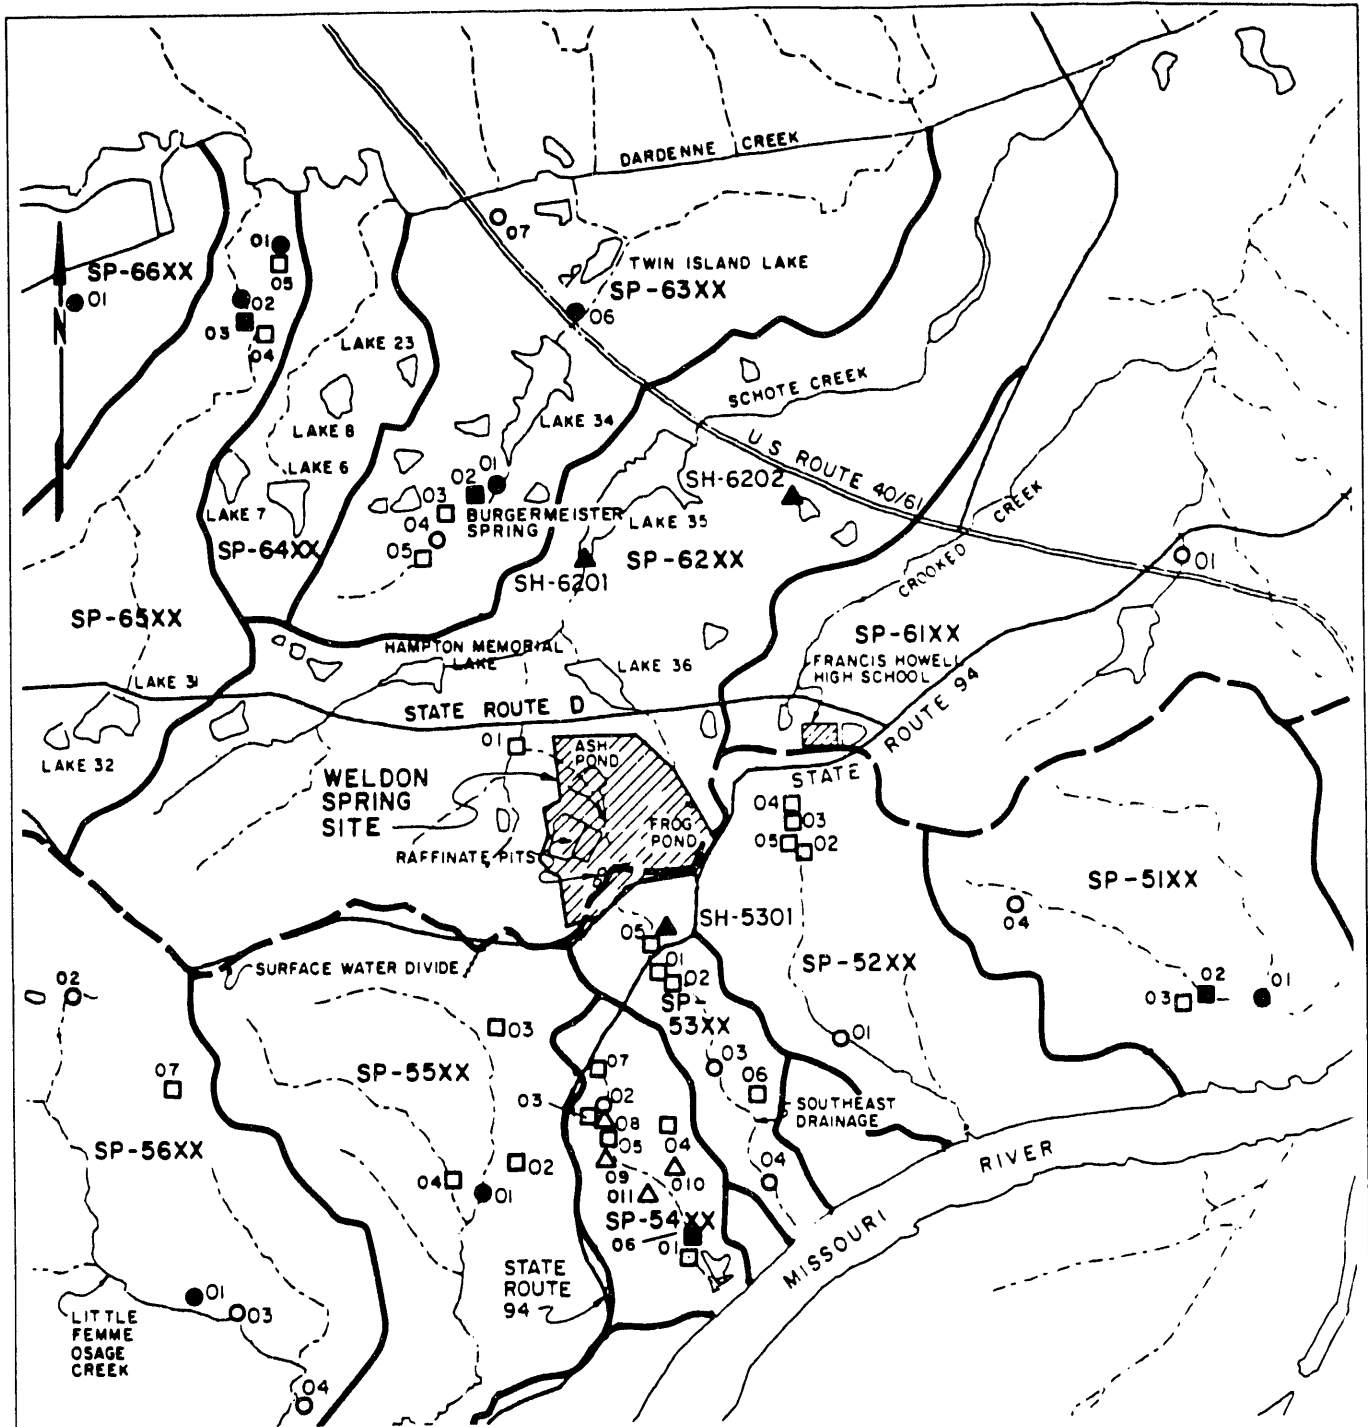 DARDENNE CREEK
07
01
05
SP-66XX
01
02
03
04
N
TWIN ISLAND LAKE
SP-63XX
06
LAKE 23
SCHOTE CREEK
LAKE 34
LAKE 8
LAKE 6
U.S. ROUTE 40/61
01
02
03
04
05
BURGERMEISTER
SPRING
SH-6202
LAKE 7
LAKE 35
SP-64XX
SP-62XX
SH-6201
CROOKED
CREEK
01
SP-65XX
HAMPTON MEMORIAL
LAKE
LAKE 36
SP-61XX
FRANCIS HOWELL
HIGH SCHOOL
LAKE 31
STATE ROUTE D
STATE ROUTE 94
LAKE 32
01
ASH
POND
WELDON
SPRING
SITE
FROG
POND
RAFFINATE PITS
04
03
05
02
SP-51XX
04
SH-5301
05
01
02
SP
53XX
SP-52XX
SURFACE WATER DIVIDE
02
03
02
01
01
03
SP-55XX
07
03
06
07
02
03
08
05
04
SOUTHEAST
DRAINAGE
SP-56XX
02
04
01
09
010
011
04
RIVER
MISSOURI
SP-54XX
06
01
STATE
ROUTE
94
01
03
LITTLE
FEMME
OSAGE
CREEK
04